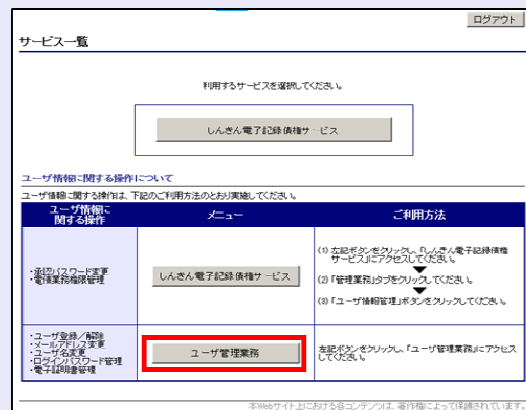 ログアウト
サービス一覧
利用するサービスを選択してください。
しんきん電子記録債権サービス
ユーザ情報に関する操作について
ユーザ情報に関する操作は、下記のご利用方法のとおり実施してください。
ユーザ情報に
関する操作
メニュー
ご利用方法
・承認パスワード変更
・電債業務権限管理
しんきん電子記録債権サービス
(1) 左記ボタンをクリックし、「しんきん電子記録債権
サービス」にアクセスしてください。
(2)「管理業務」タブをクリックしてください。
(3)「ユーザ情報管理」ボタンをクリックしてください。
・ユーザ登録／解除
・メールアドレス変更
・ユーザ名変更
・ログインパスワード管理
・電子証明書管理
ユーザ管理業務
左記ボタンをクリックし、「ユーザ管理業務」にアクセス
してください。
本Webサイト上における各コンテンツは、著作権によって保護されています。